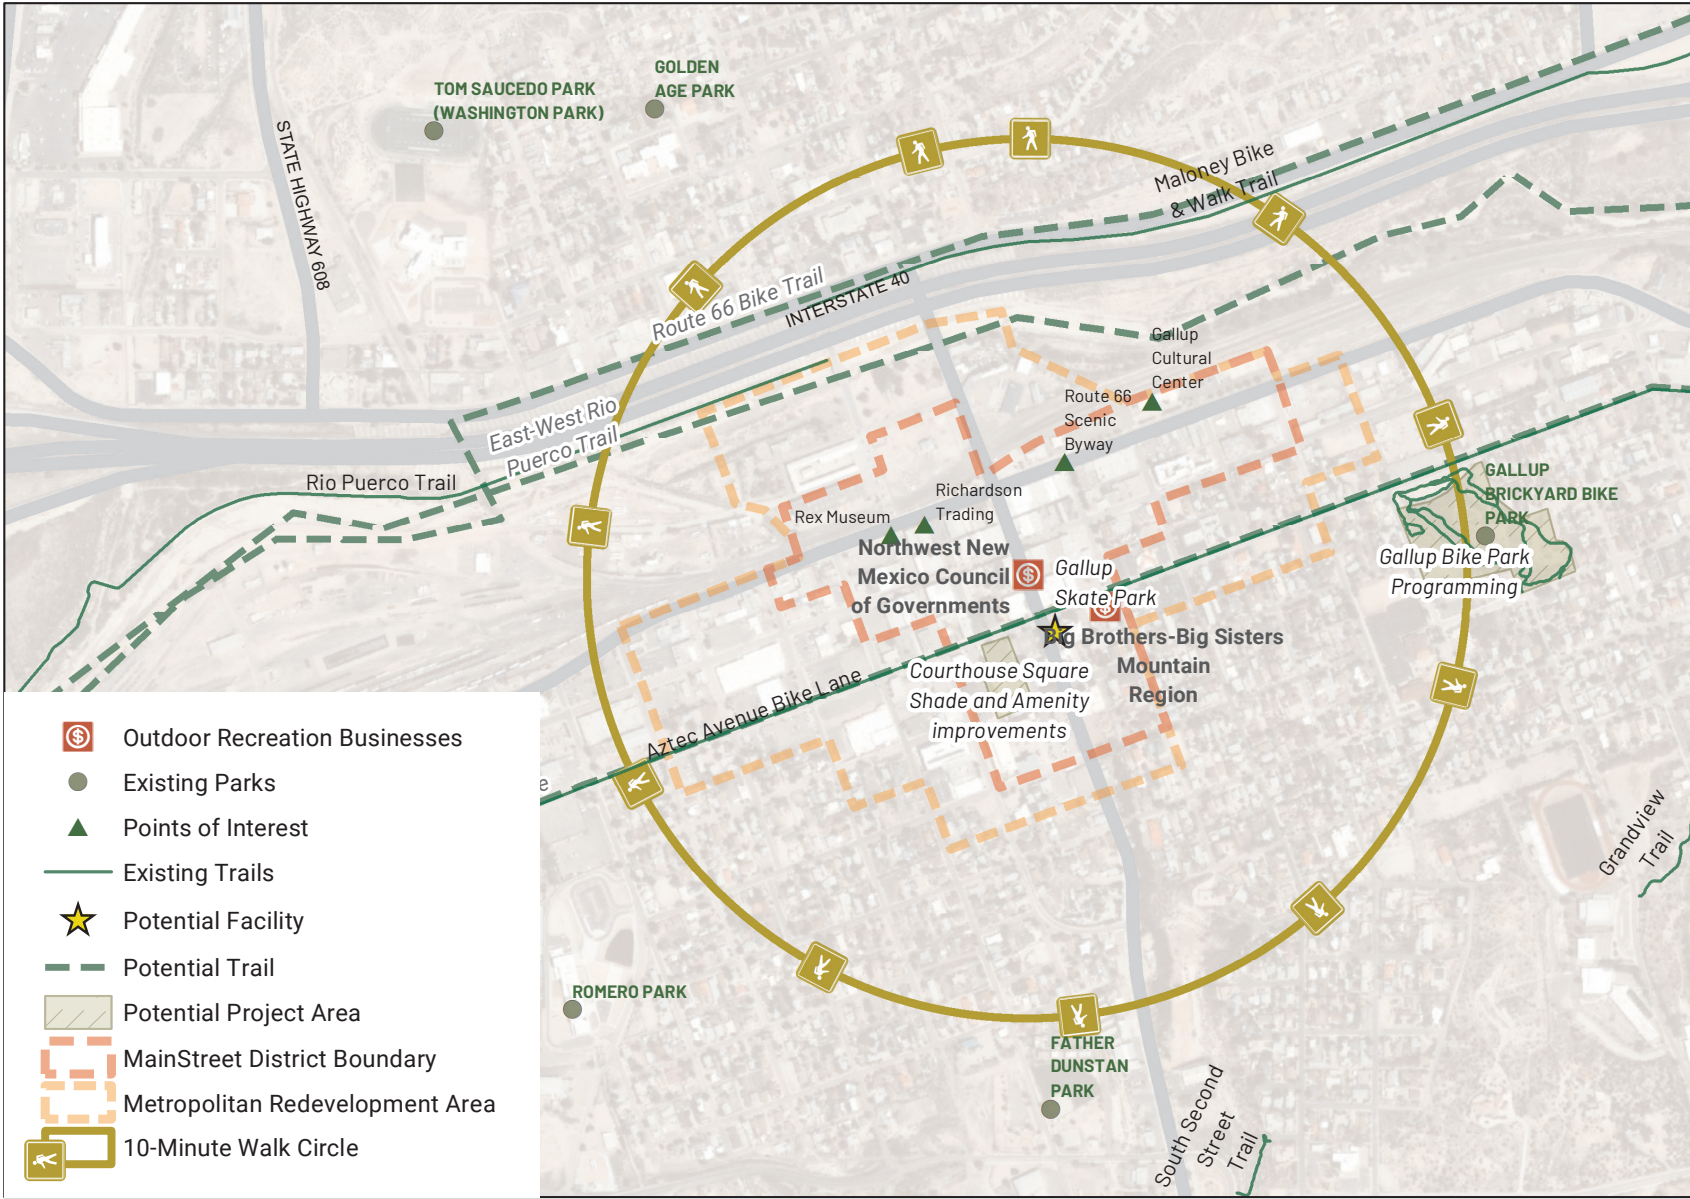 GOLDEN
AGE PARK
TOM SAUCEDO PARK
(WASHINGTON PARK)
STATE HIGHWAY 608
Maloney Bike
& Walk Trail
Route 66 Bike Trail
INTERSTATE 40
Gallup
Cultural
Center
Route 66
Scenic
Byway
East-West Rio
Puerco Trail
Rio Puerco Trail
Richardson
Trading
Rex Museum
GALLUP
BRICKYARD BIKE
PARK
Gallup Bike Park
Programming
Northwest New
Mexico Council
of Governments
Gallup
Skate Park
Big Brothers-Big Sisters
Mountain
Region
Courthouse Square
Shade and Amenity
improvements
Aztec Avenue Bike Lane
e
Grandview
Trail
ROMERO PARK
FATHER
DUNSTAN
PARK
South Second
Street
Trail
Outdoor Recreation Businesses
Existing Parks
Points of Interest
Existing Trails
Potential Facility
Potential Trail
Potential Project Area
MainStreet District Boundary
Metropolitan Redevelopment Area
10-Minute Walk Circle